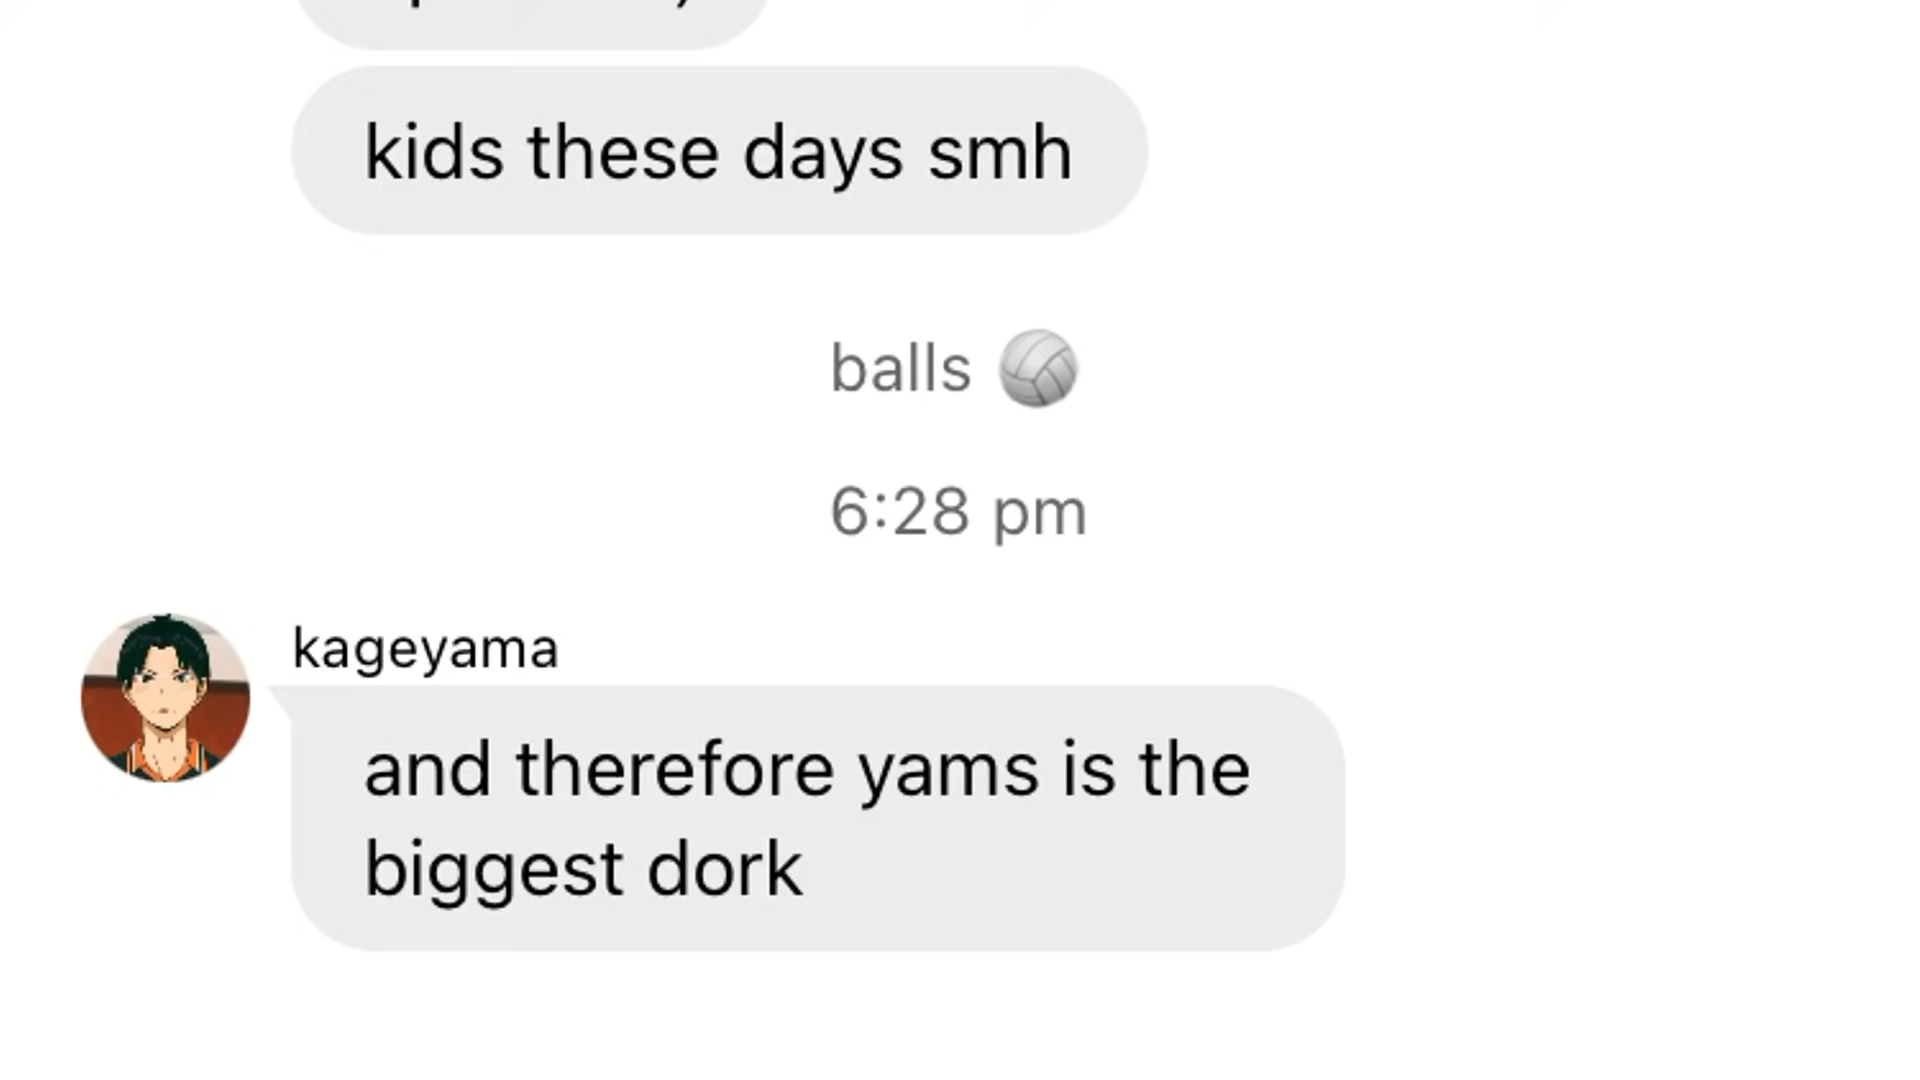 kids these days smh
balls 🏐
6:28 pm
kageyama
and therefore yams is the
biggest dork